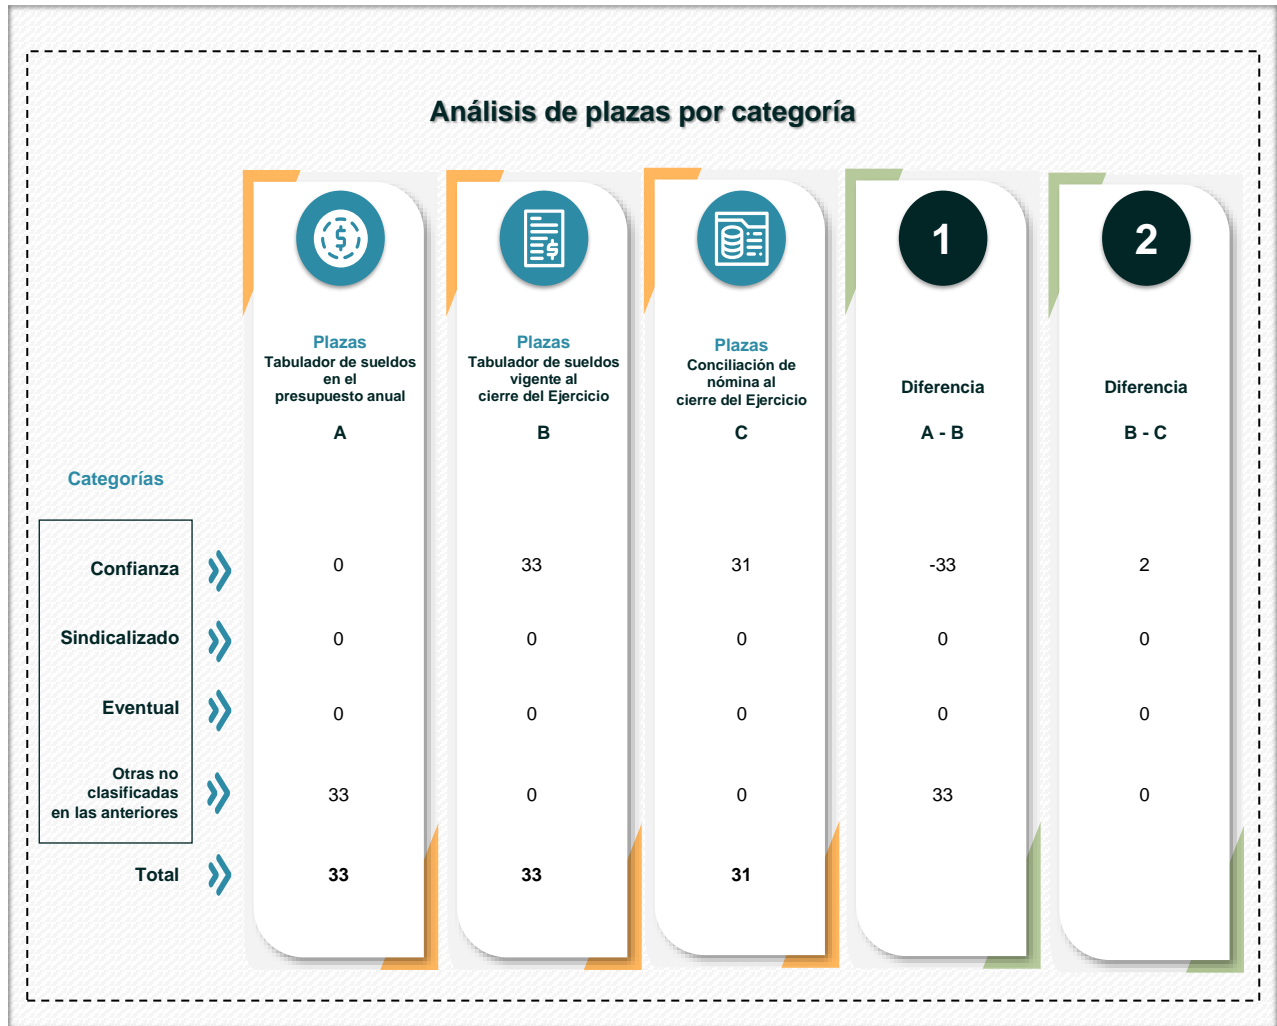 Análisis de plazas por categoría
1
2
Plazas
Tabulador de sueldos
en el
presupuesto anual
A
Plazas
Tabulador de sueldos
vigente al
cierre del Ejercicio
B
Plazas
Conciliación de
nómina al
cierre del Ejercicio
C
Diferencia
A - B
Diferencia
B - C
Categorías
Confianza 0 33 31 -33 2
Sindicalizado 0 0 0 0 0
Eventual 0 0 0 0 0
Otras no
clasificadas
en las anteriores
33 0 0 33 0
Total 33 33 31